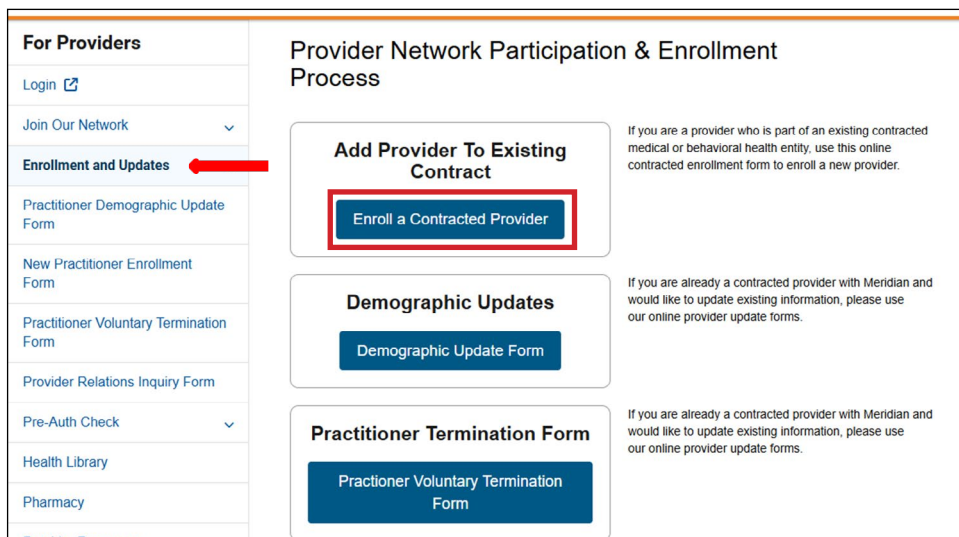 For Providers
Login
Join Our Network
Enrollment and Updates
Practitioner Demographic Update
Form
New Practitioner Enrollment
Form
Practitioner Voluntary Termination
Form
Provider Relations Inquiry Form
Pre-Auth Check
Health Library
Pharmacy
Provider Network Participation & Enrollment
Process
Add Provider To Existing
Contract
Enroll a Contracted Provider
If you are a provider who is part of an existing contracted
medical or behavioral health entity, use this online
contracted enrollment form to enroll a new provider.
Demographic Updates
Demographic Update Form
If you are already a contracted provider with Meridian and
would like to update existing information, please use
our online provider update forms.
Practitioner Termination Form
Practioner Voluntary Termination
Form
If you are already a contracted provider with Meridian and
would like to update existing information, please use
our online provider update forms.